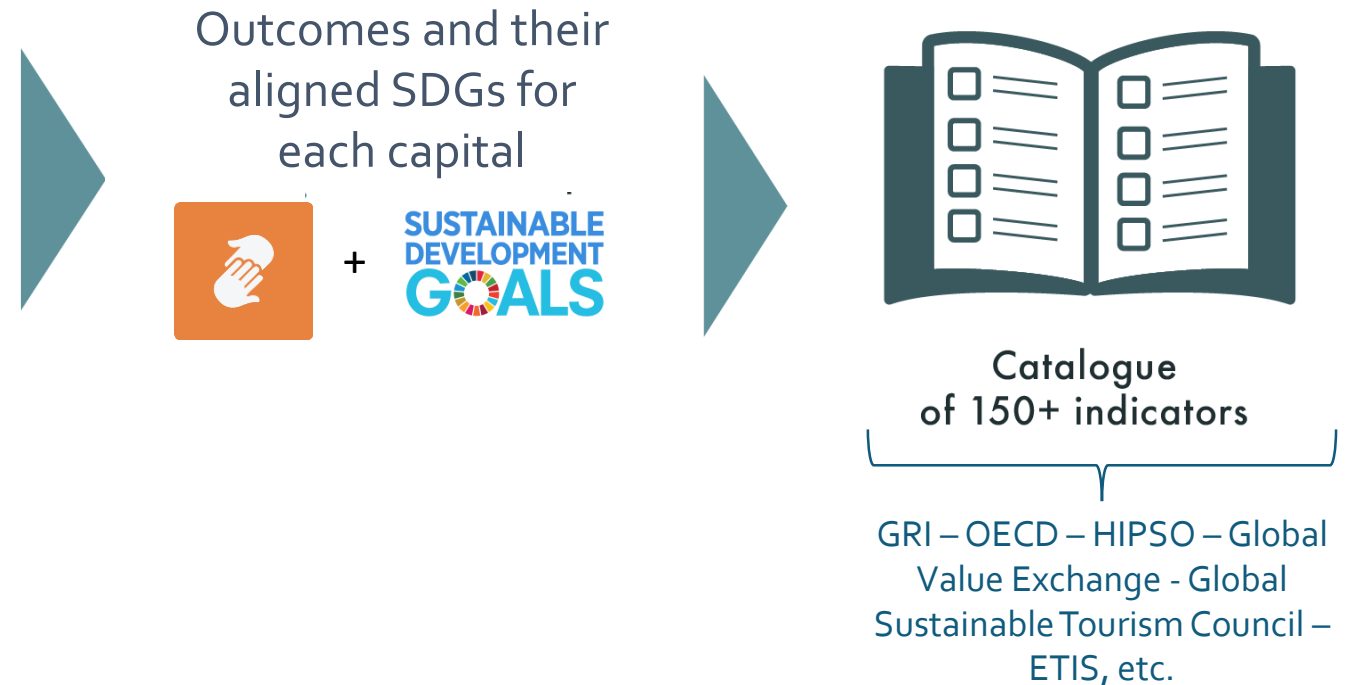 Outcomes and their
aligned SDGs for
each capital
+
SUSTAINABLE
DEVELOPMENT
GOALS
Catalogue
of 150+ indicators
GRI – OECD – HIPSO – Global
Value Exchange - Global
Sustainable Tourism Council –
ETIS, etc.